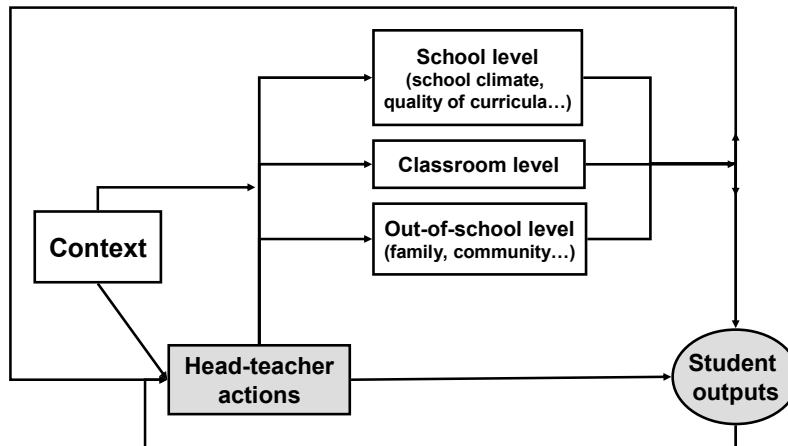 School level
(school climate,
quality of curricula…)
Classroom level
Out-of-school level
(family, community…)
Context
Head-teacher
actions
Student
outputs